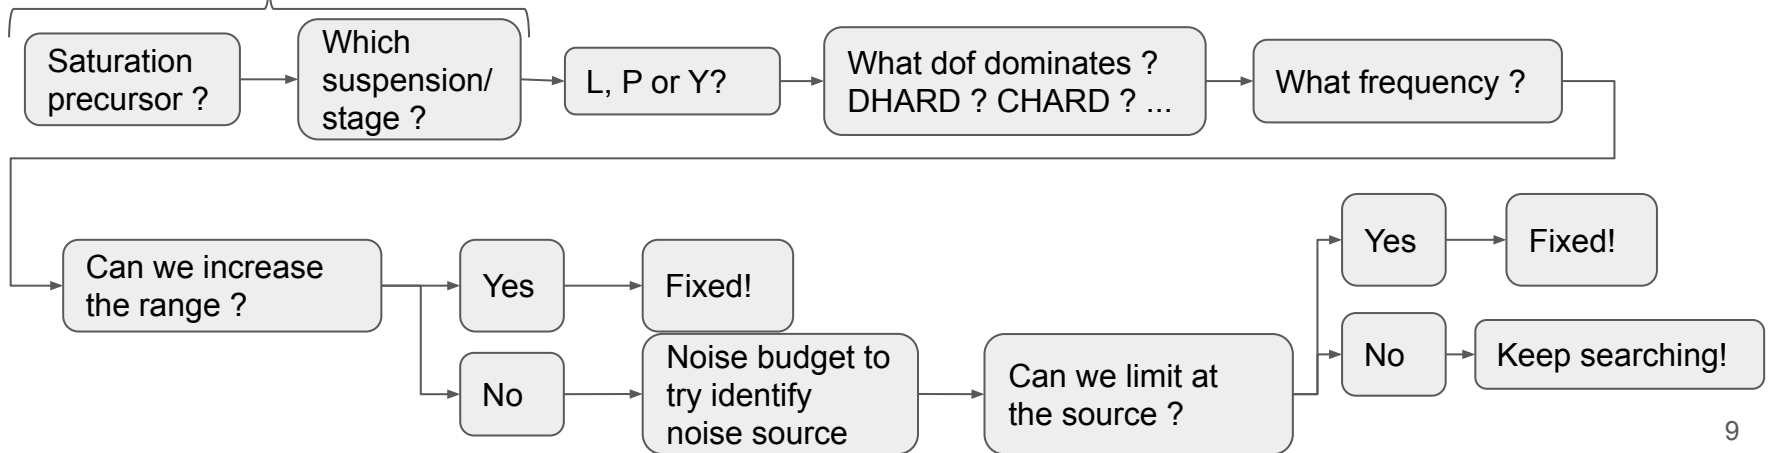 Saturation
precursor ?
Which
suspension/
stage ?
L, P or Y?
What dof dominates ?
DHARD ? CHARD ? ...
What frequency ?
Can we increase
the range ?
Yes
Fixed!
No
Noise budget to
try identify
noise source
Can we limit at
the source ?
Yes
Fixed!
No
Keep searching!
9